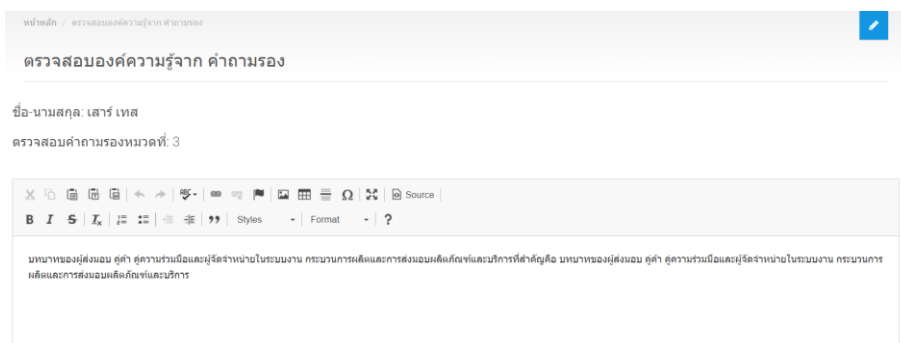 หน้าหลัก / ตรวจสอบองค์ความรู้จาก คำถามรอง
ตรวจสอบองค์ความรู้จาก คำถามรอง
ชื่อ-นามสกุล: เสาร์ เทส
ตรวจสอบคำถามรองหมวดที่: 3
ABC Source
B I S Ix Styles Format ?
บทบาทของผู้ส่งมอบ คู่ค้า คู่ความร่วมมือและผู้จัดจำหน่ายในระบบงาน กระบวนการผลิตและการส่งมอบผลิตภัณฑ์และบริการที่สำคัญคือ บทบาทของผู้ส่งมอบ คู่ค้า คู่ความร่วมมือและผู้จัดจำหน่ายในระบบงาน กระบวนการ
ผลิตและการส่งมอบผลิตภัณฑ์และบริการ